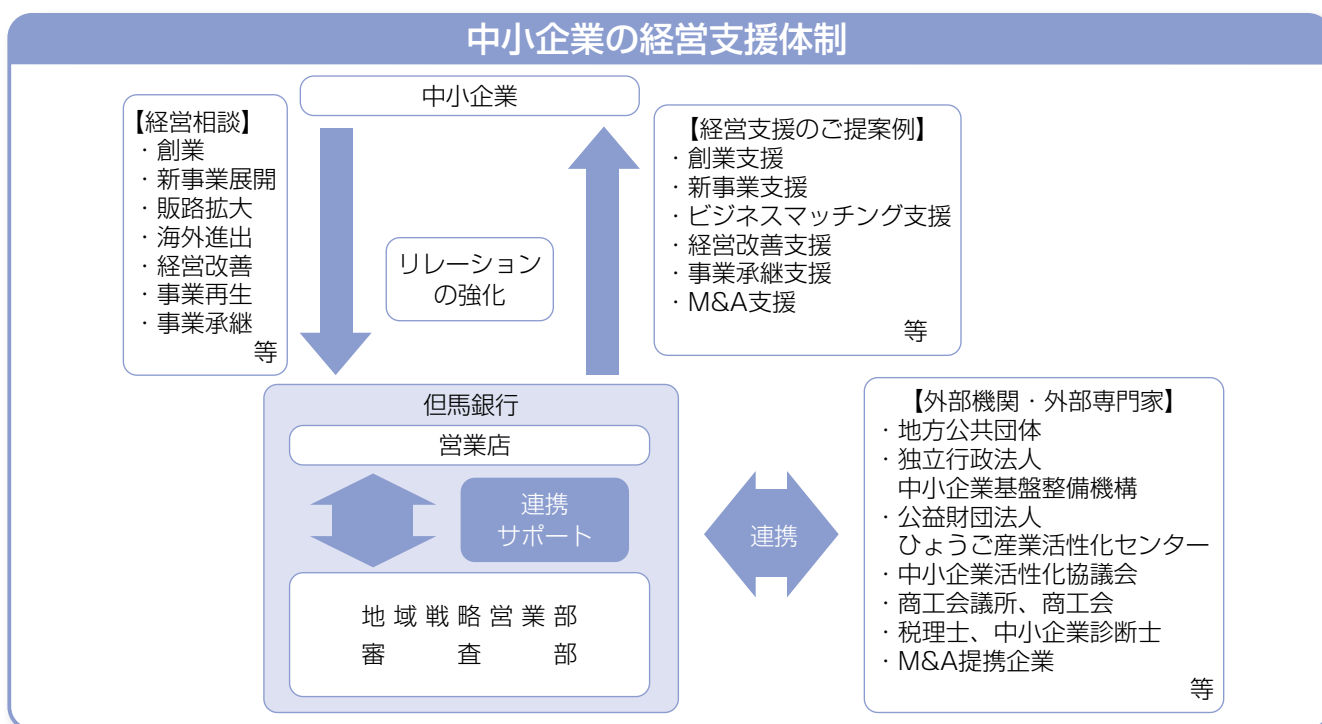 中小企業の経営支援体制
中小企業
【経営相談】
・創業
・新事業展開
・販路拡大
・海外進出
・経営改善
・事業再生
・事業承継
等
リレーション
の強化
【経営支援のご提案例】
・創業支援
・新事業支援
・ビジネスマッチング支援
・経営改善支援
・事業承継支援
・M&A支援
等
但馬銀行
営業店
連携
サポート
地域戦略営業部
審査部
連携
【外部機関・外部専門家】
・地方公共団体
・独立行政法人
中小企業基盤整備機構
・公益財団法人
ひょうご産業活性化センター
・中小企業活性化協議会
・商工会議所、商工会
・税理士、中小企業診断士
・M&A提携企業
等